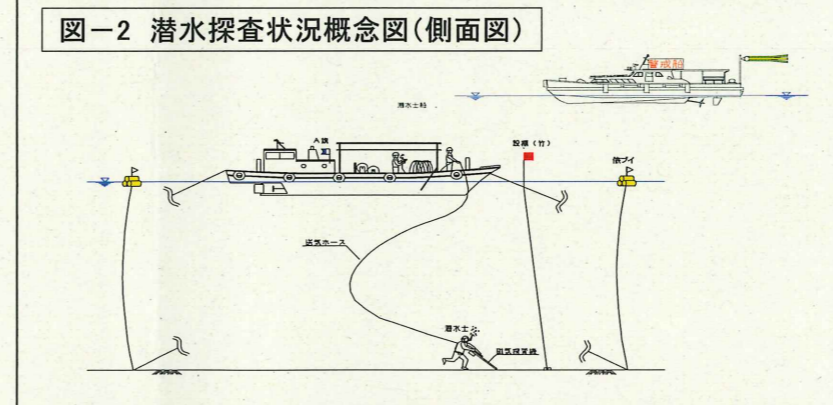 図－2 潜水探査状況概念図(側面図)
警戒船
潜水士船
A旗
設標（竹）
俵ブイ
送気ホース
潜水士
磁気探査機